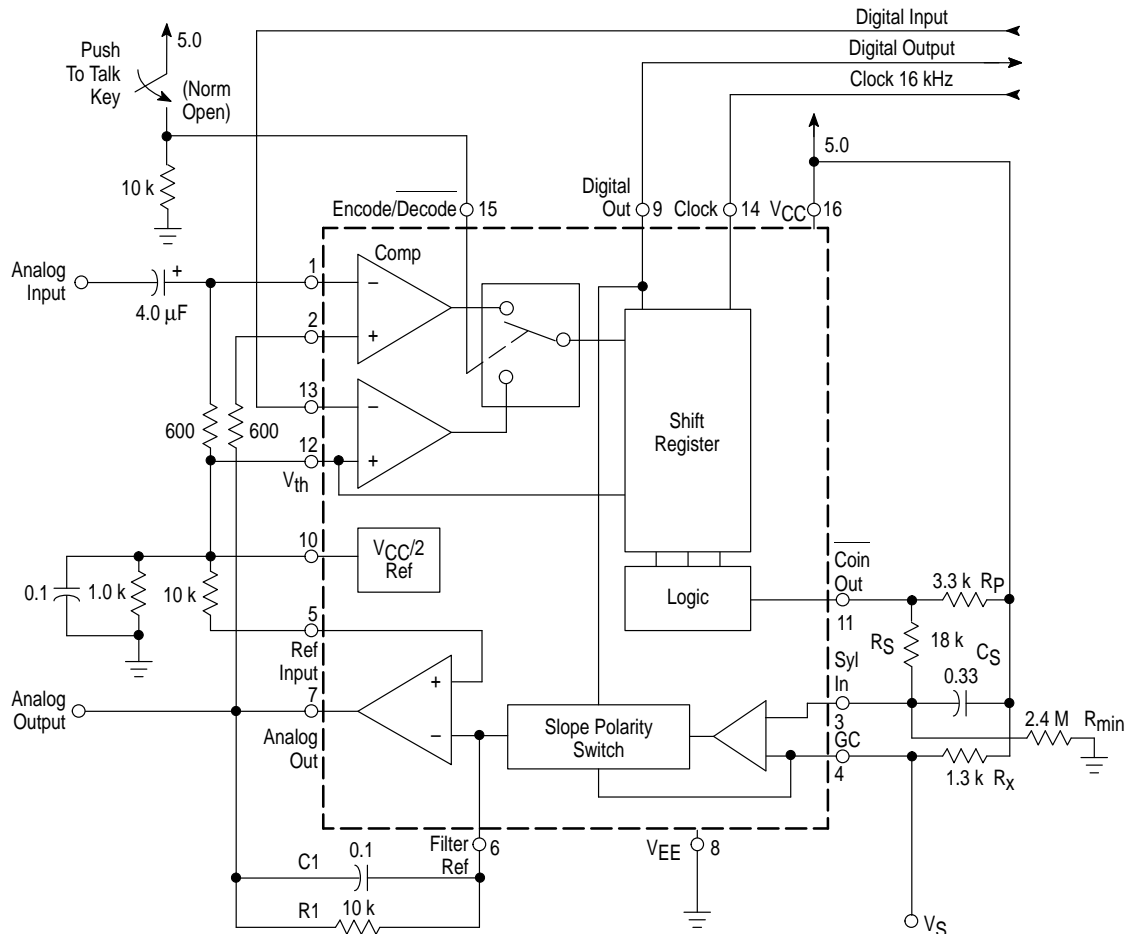 Digital Input
Digital Output
Clock 16 kHz
5.0
Push
To Talk
Key
(Norm
Open)
10 k
5.0
Encode/Decode
15
Digital
Out
9
Clock
14
VCC
16
Analog
Input
+
4.0 µF
1
Comp
−
2
+
13
−
600
600
12
+
Vth
Shift
Register
10
VCC/2
Ref
0.1
1.0 k
10 k
Logic
Coin
Out
11
3.3 k
RP
5
Ref
Input
RS
18 k
CS
0.33
Syl
In
3
Analog
Output
7
Analog
Out
+
−
Slope Polarity
Switch
GC
4
2.4 M
Rmin
1.3 k
Rx
Filter
Ref
6
VEE
8
C1
0.1
R1
10 k
VS